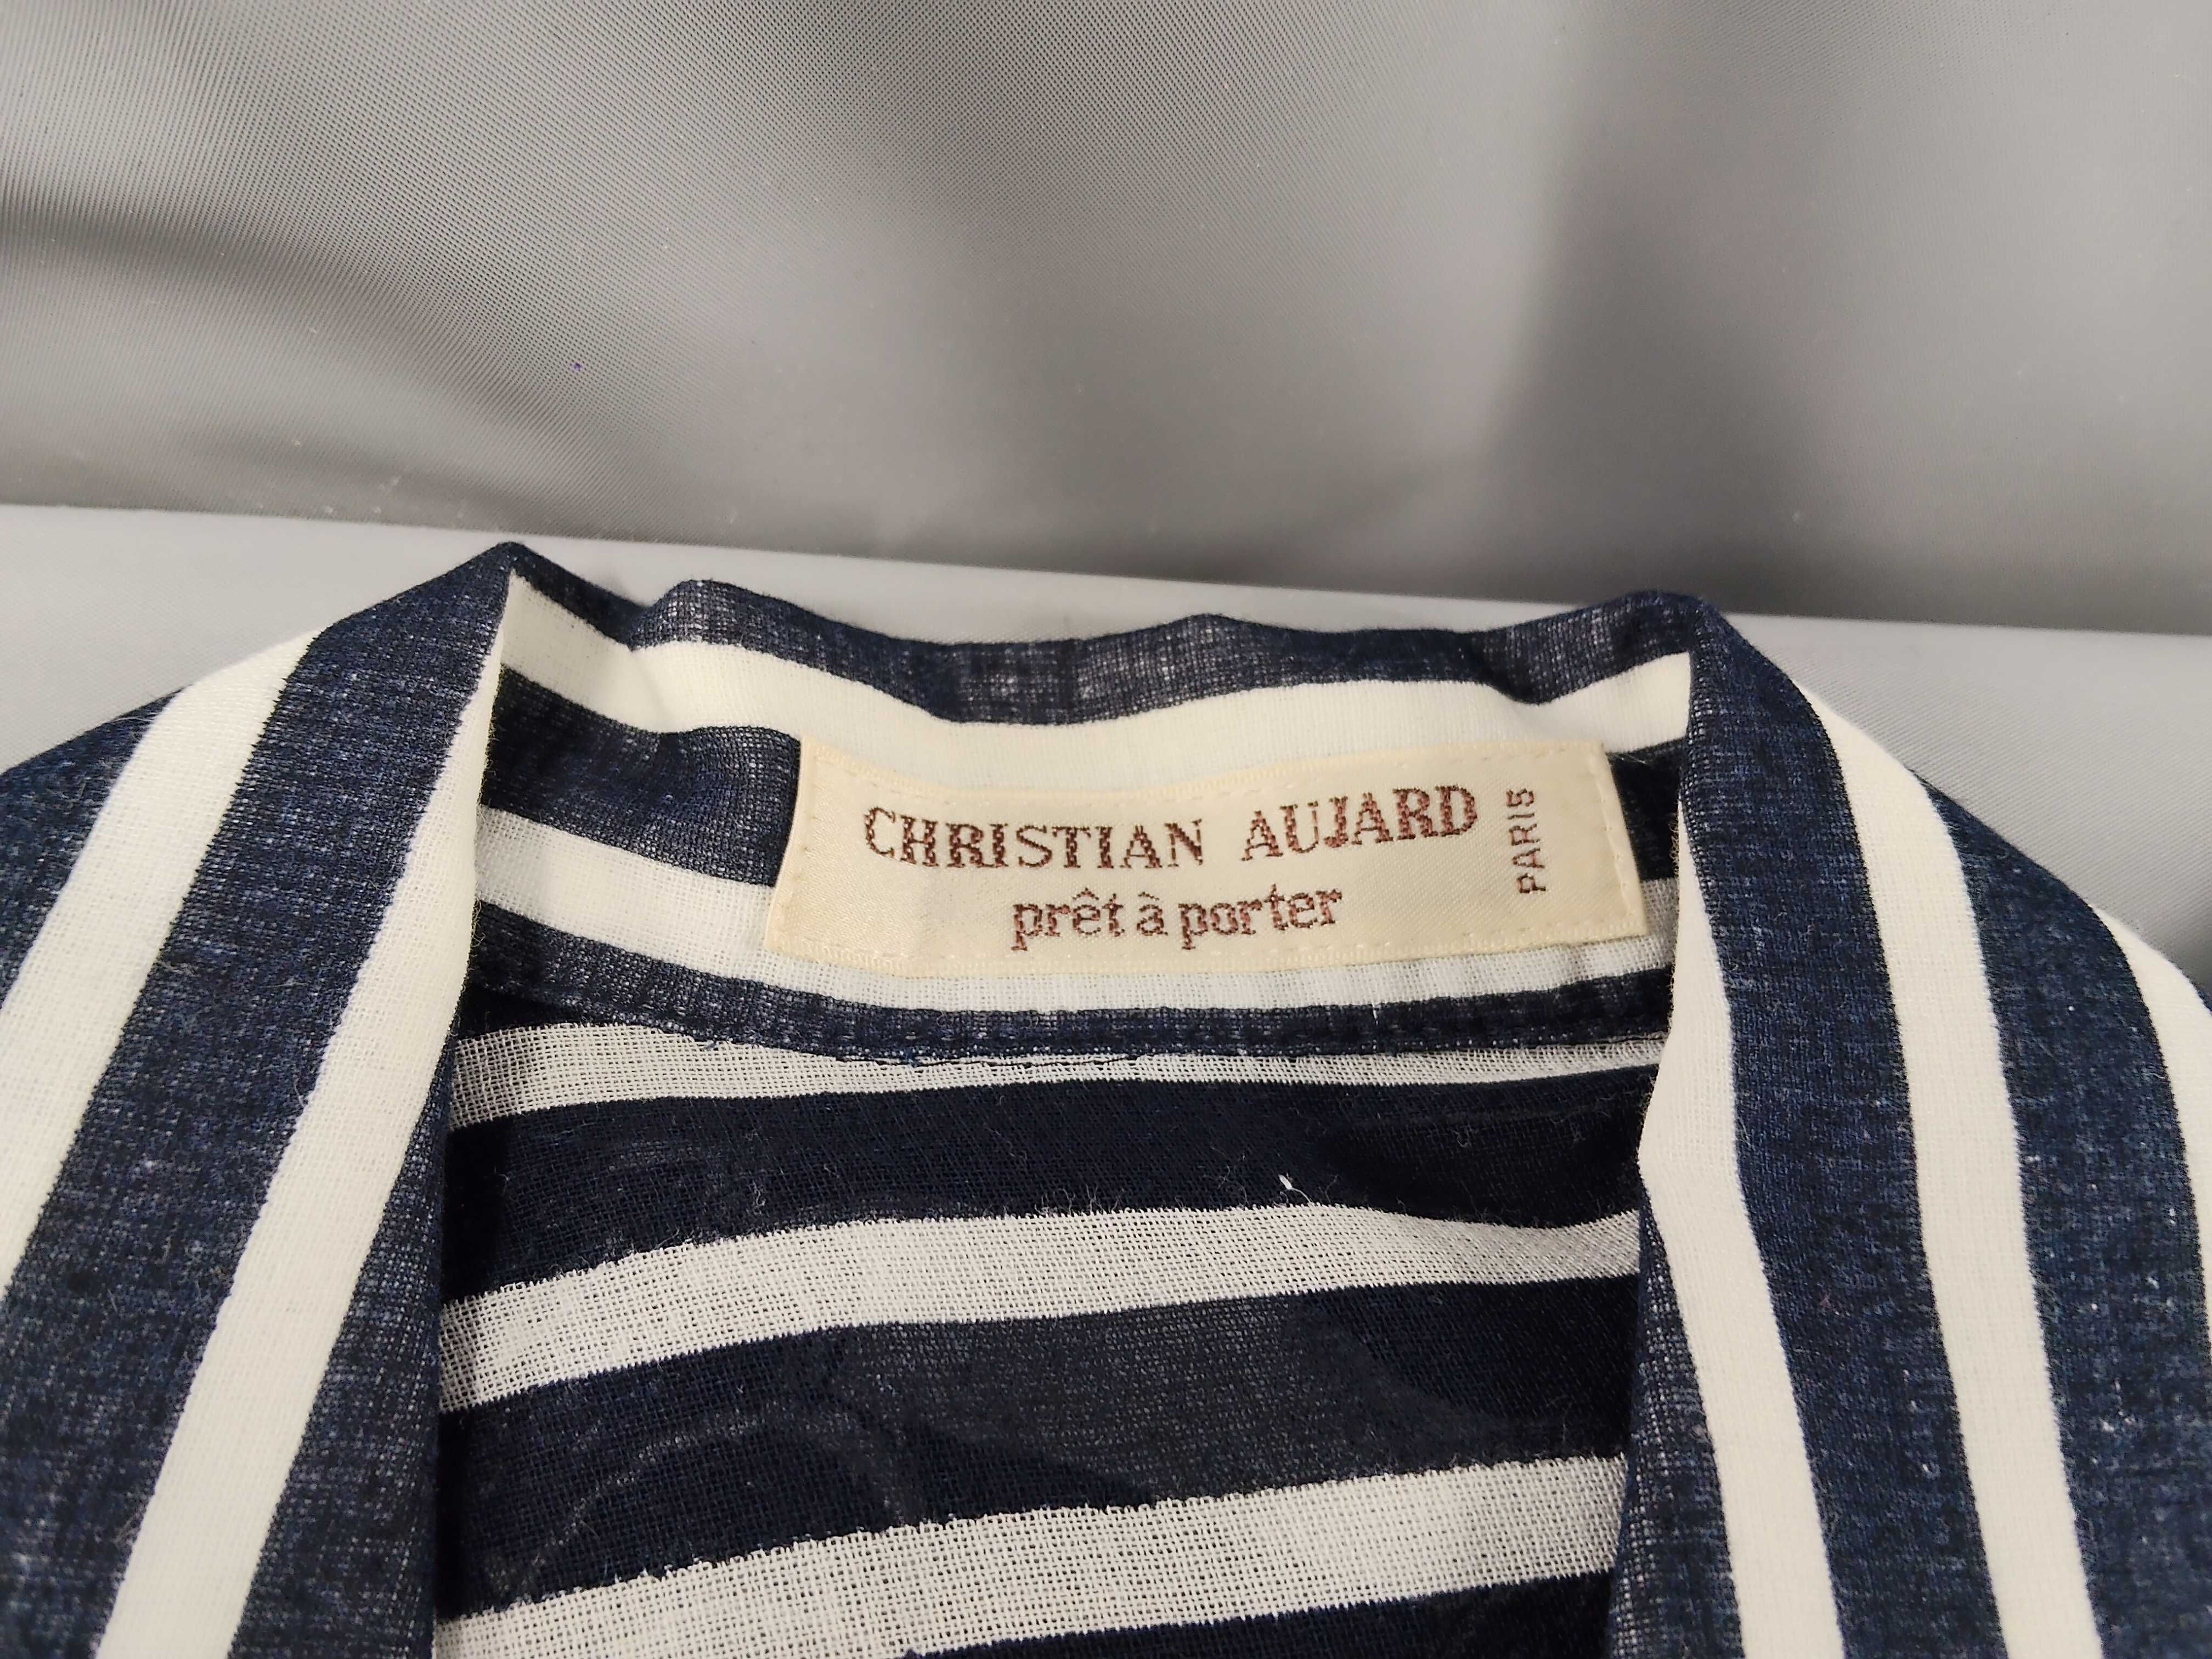 CHRISTIAN AUJARD
prêt à porter
PARIS